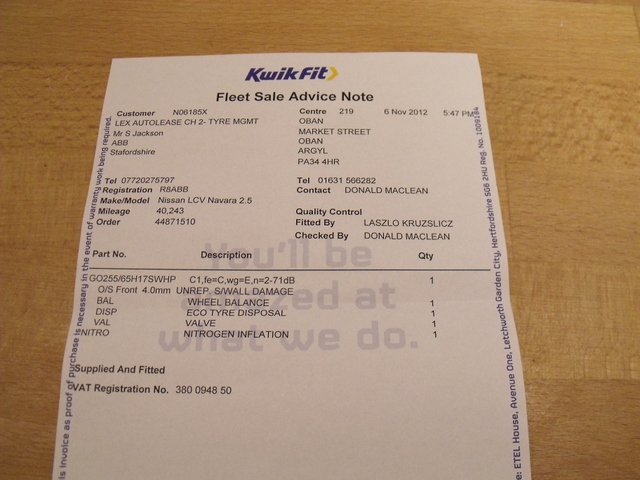 KwikFit
Fleet Sale Advice Note
Customer N06185X Centre 219 6 Nov 2012 5:47 PM
LEX AUTOLEASE CH 2- TYRE MGMT OBAN
Mr S Jackson MARKET STREET
ABB OBAN
Stafordshire ARGYL
PA34 4HR
Tel 07720275797 Tel 01631 566282
Registration R8ABB Contact DONALD MACLEAN
Make/Model Nissan LCV Navara 2.5
Mileage 40,243 Quality Control
Order 44871510 Fitted By LASZLO KRUZSLICZ
Checked By DONALD MACLEAN
Part No. Description Qty
GO255/65H17SWHP C1,fe=C,wg=E,n=2-71dB 1
O/S Front 4.0mm UNREP. S/WALL DAMAGE
BAL WHEEL BALANCE 1
DISP ECO TYRE DISPOSAL 1
VAL VALVE 1
NITRO NITROGEN INFLATION 1
You'll be
at
what we do.
Supplied And Fitted
VAT Registration No. 380 0948 50
is invoice as proof of purchase is necessary in the event of warranty work being required.
e: ETEL House, Avenue One, Letchworth Garden City, Hertfordshire SG6 2HU Reg. No. 1009184